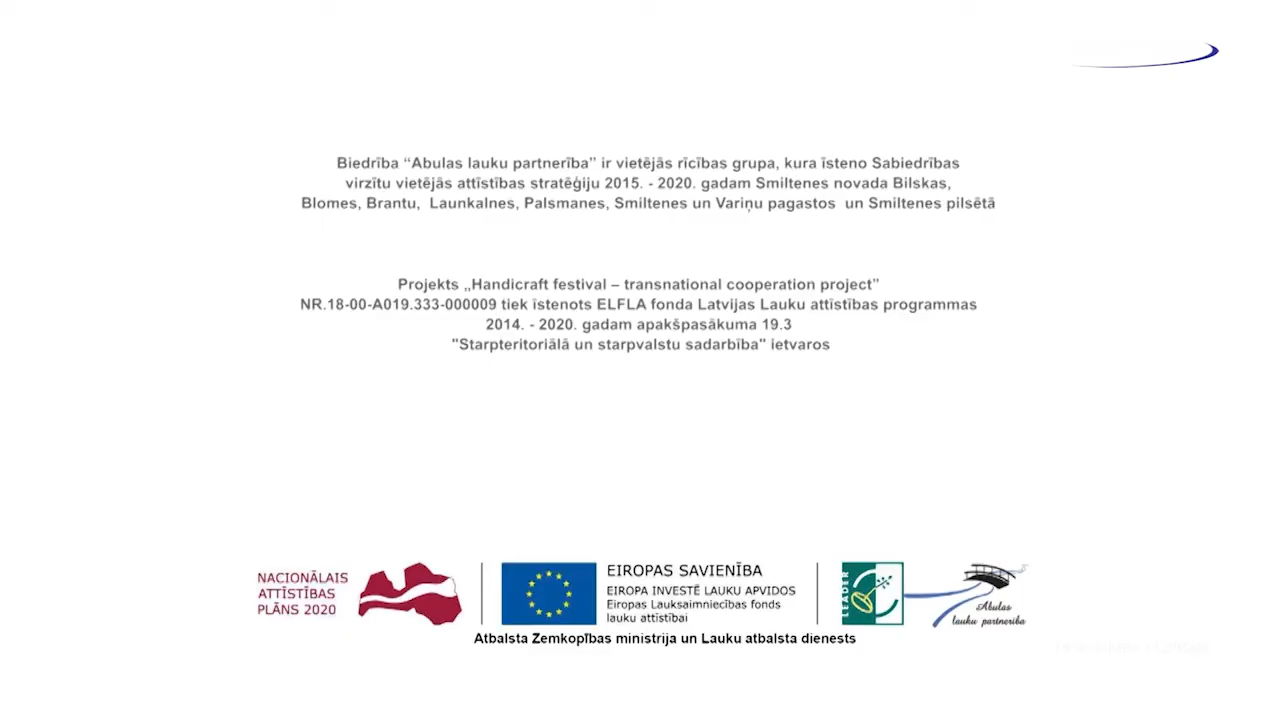 Biedrība “Abulas lauku partnerība” ir vietējās rīcības grupa, kura īsteno Sabiedrības
virzītu vietējās attīstības stratēģiju 2015. - 2020. gadam Smiltenes novada Bilskas,
Blomes, Brantu, Launkalnes, Palsmanes, Smiltenes un Variņu pagastos un Smiltenes pilsētā
Projekts „Handicraft festival – transnational cooperation project”
NR.18-00-A019.333-000009 tiek īstenots ELFLA fonda Latvijas Lauku attīstības programmas
2014. - 2020. gadam apakšpasākuma 19.3
"Starpteritoriālā un starpvalstu sadarbība" ietvaros
NACIONĀLAIS
ATTĪSTĪBAS
PLĀNS 2020
EIROPAS SAVIENĪBA
EIROPA INVESTĒ LAUKU APVIDOS
Eiropas Lauksaimniecības fonds
lauku attīstībai
LEADER
Abulas
lauku partnerība
Atbalsta Zemkopības ministrija un Lauku atbalsta dienests